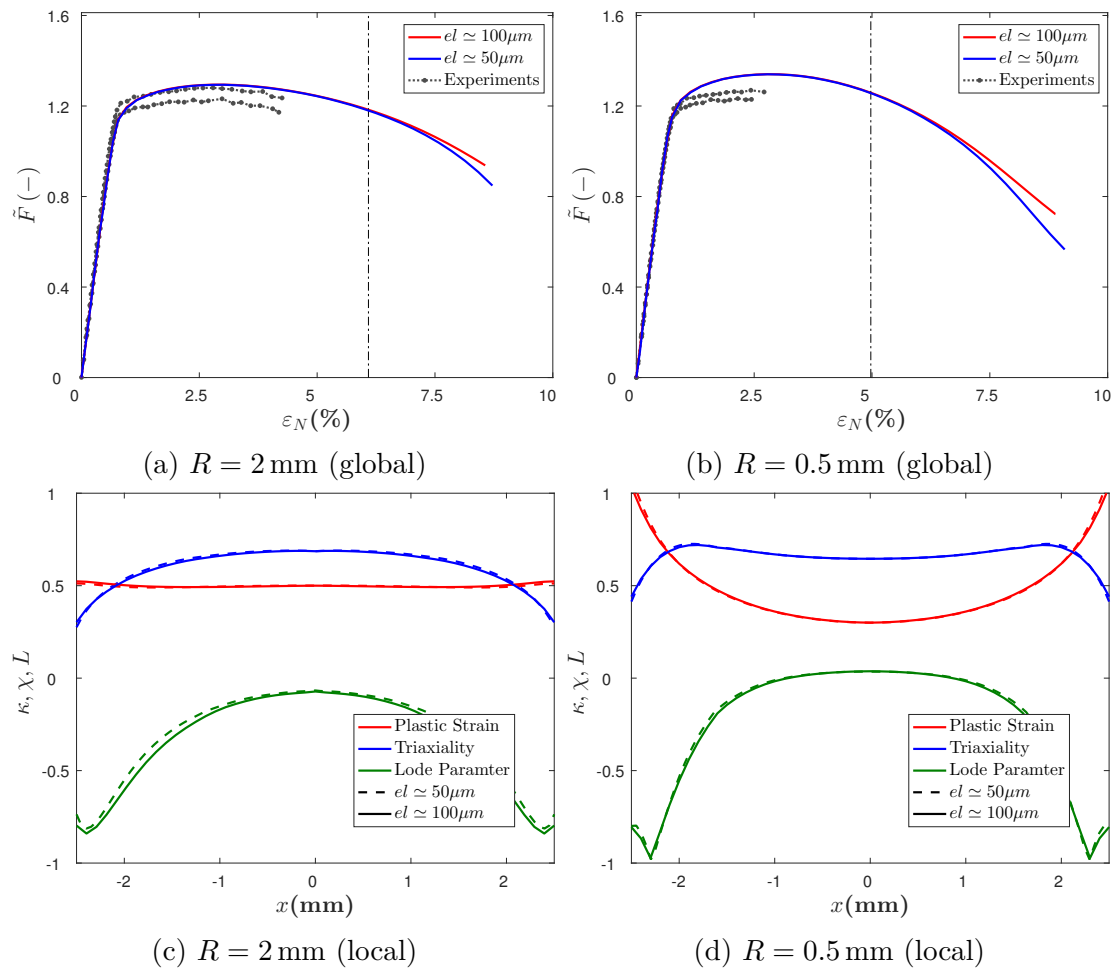 1.6
1.2
0.8
0.4
0
F̃ (−)
el ≃ 100μm
el ≃ 50μm
Experiments
0 2.5 5 7.5 10
ε_N(%)
(a) R = 2 mm (global)
1.6
1.2
0.8
0.4
0
F̃ (−)
el ≃ 100μm
el ≃ 50μm
Experiments
0 2.5 5 7.5 10
ε_N(%)
(b) R = 0.5 mm (global)
1
0.5
0
-0.5
-1
κ, χ, L
Plastic Strain
Triaxiality
Lode Paramter
el ≃ 50μm
el ≃ 100μm
-2 -1 0 1 2
x(mm)
(c) R = 2 mm (local)
1
0.5
0
-0.5
-1
κ, χ, L
Plastic Strain
Triaxiality
Lode Paramter
el ≃ 50μm
el ≃ 100μm
-2 -1 0 1 2
x(mm)
(d) R = 0.5 mm (local)